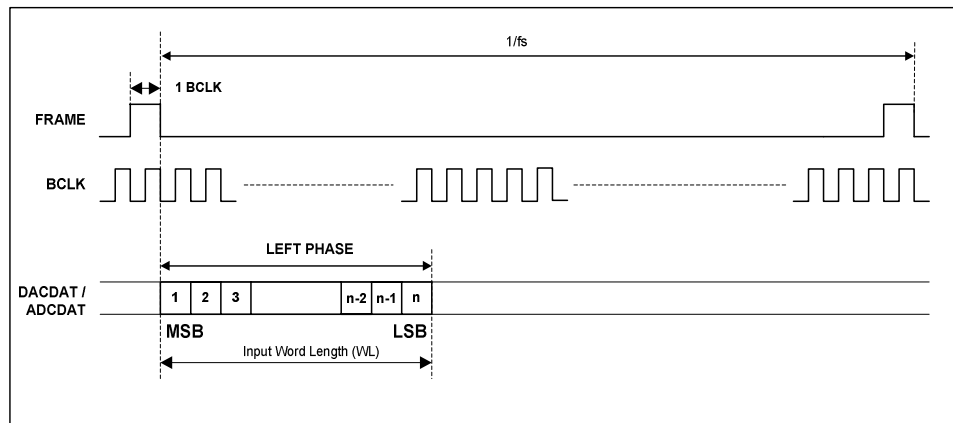 1/fs
1 BCLK
FRAME
BCLK
LEFT PHASE
DACDAT /
ADCDAT
1 2 3 n-2 n-1 n
MSB LSB
Input Word Length (WL)